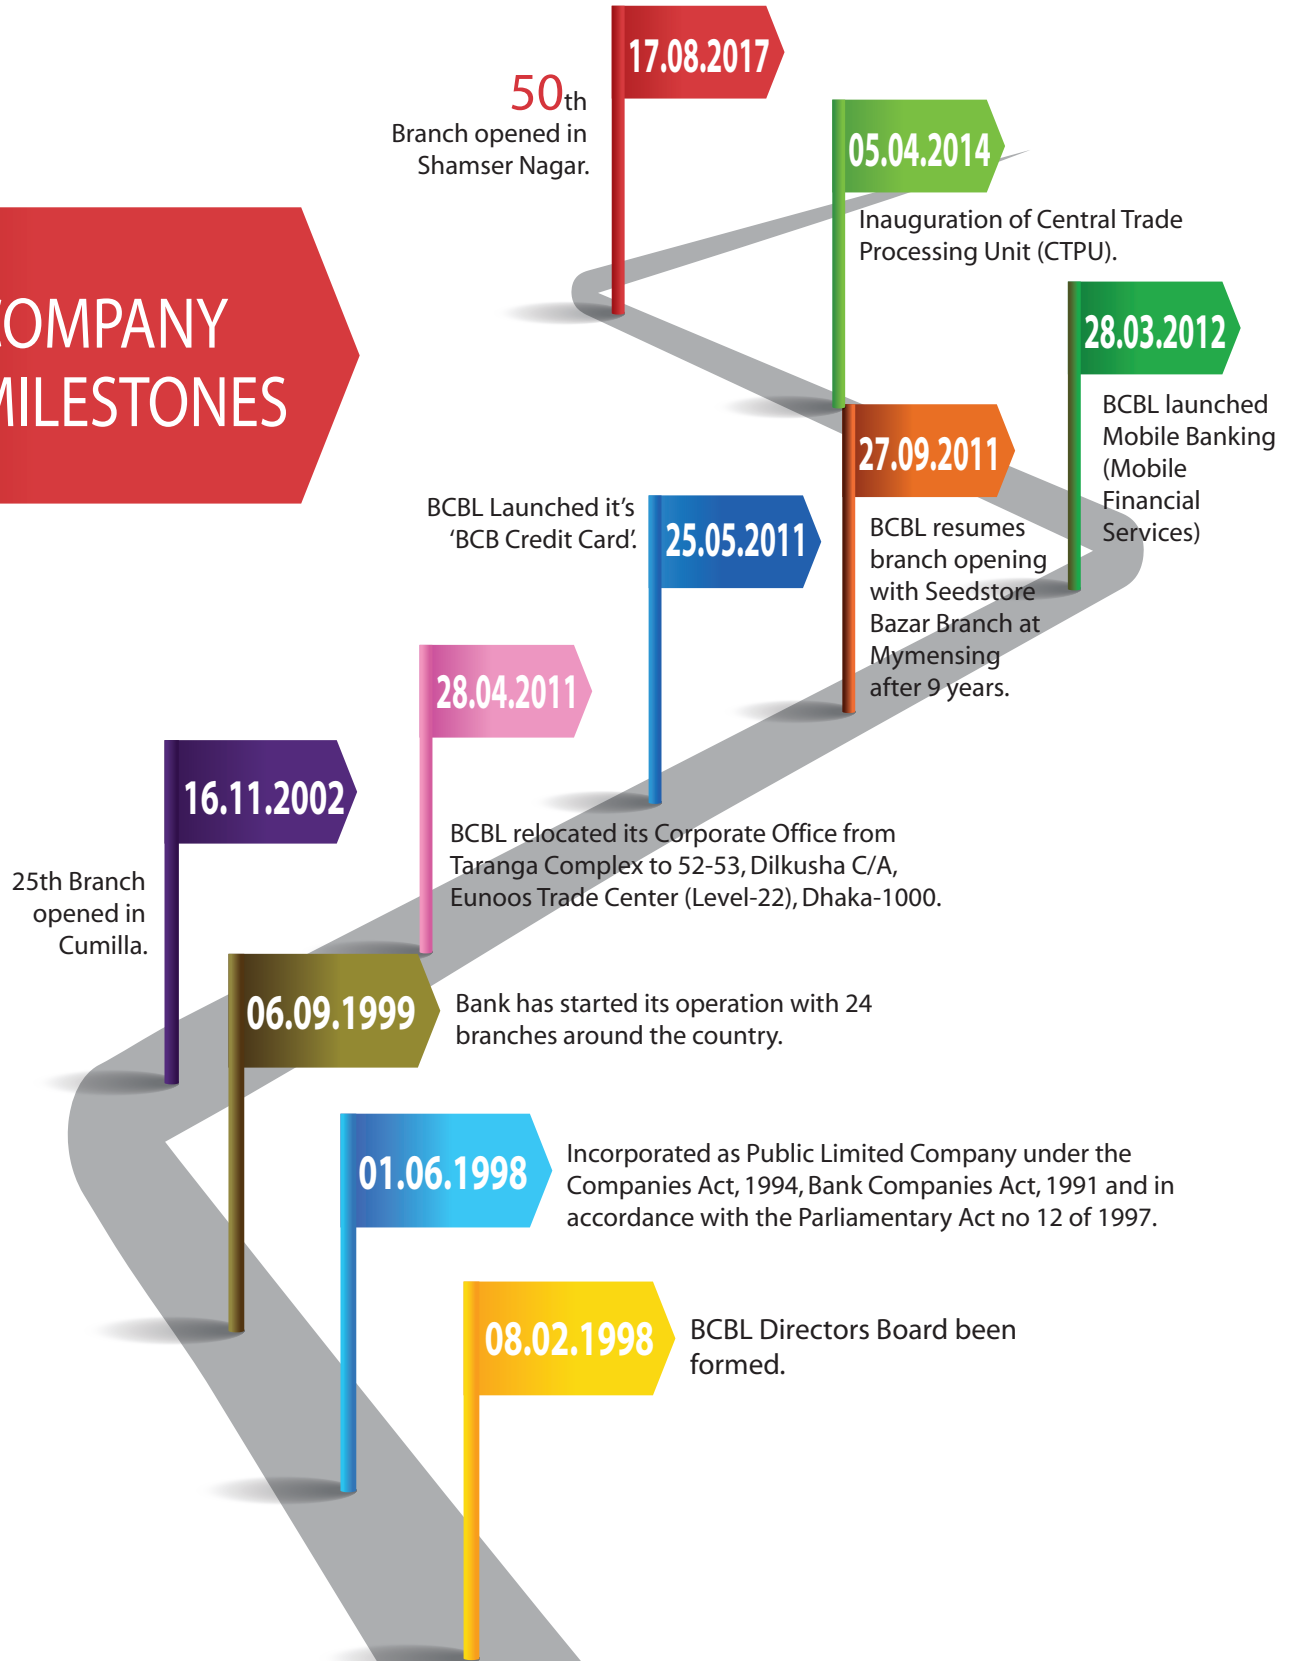 17.08.2017
50th
Branch opened in
Shamser Nagar.
05.04.2014
Inauguration of Central Trade
Processing Unit (CTPU).
COMPANY
MILESTONES
28.03.2012
BCBL launched
Mobile Banking
(Mobile
Financial
Services)
27.09.2011
BCBL resumes
branch opening
with Seedstore
Bazar Branch at
Mymensing
after 9 years.
BCBL Launched it’s
‘BCB Credit Card’.
25.05.2011
28.04.2011
BCBL relocated its Corporate Office from
Taranga Complex to 52-53, Dilkusha C/A,
Eunoos Trade Center (Level-22), Dhaka-1000.
16.11.2002
25th Branch
opened in
Cumilla.
06.09.1999
Bank has started its operation with 24
branches around the country.
01.06.1998
Incorporated as Public Limited Company under the
Companies Act, 1994, Bank Companies Act, 1991 and in
accordance with the Parliamentary Act no 12 of 1997.
08.02.1998
BCBL Directors Board been
formed.